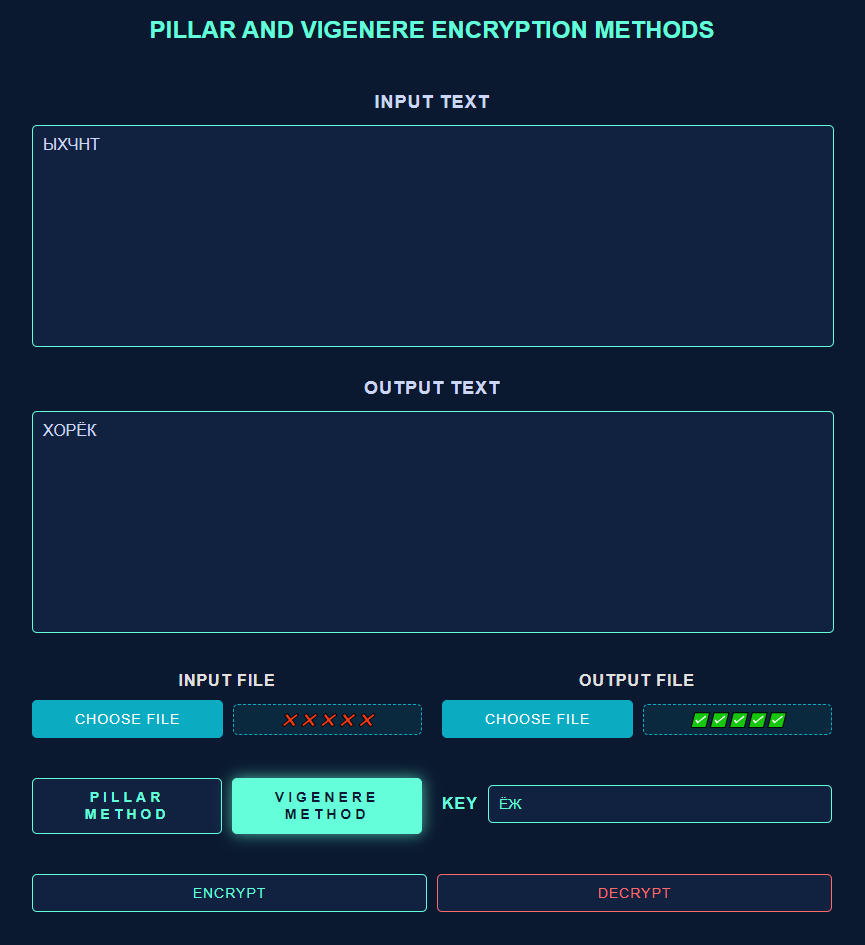 PILLAR AND VIGENERE ENCRYPTION METHODS
INPUT TEXT
ЫХЧНТ
OUTPUT TEXT
ХОРЁК
INPUT FILE
OUTPUT FILE
CHOOSE FILE
❌❌❌❌❌
CHOOSE FILE
✅✅✅✅✅
PILLAR
METHOD
VIGENERE
METHOD
KEY
ЁЖ
ENCRYPT
DECRYPT